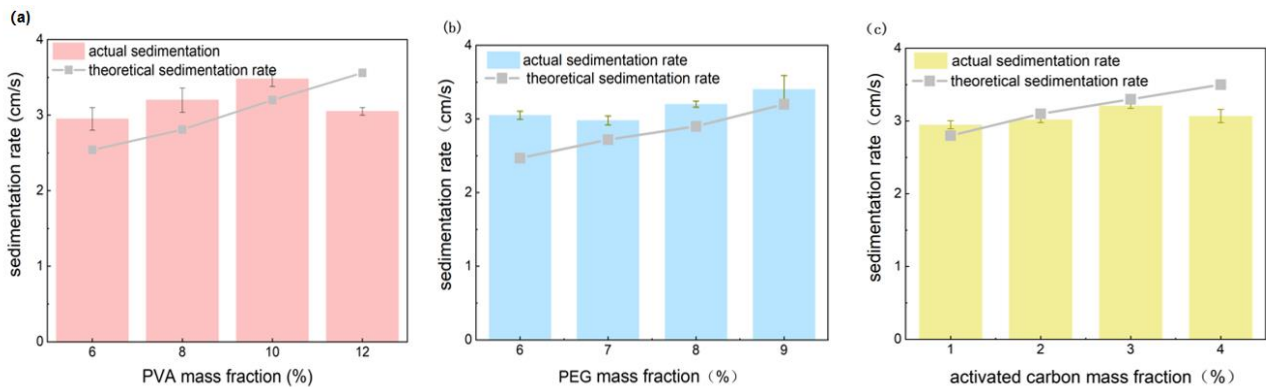 (a)
actual sedimentation
theoretical sedimentation rate
sedimentation rate (cm/s)
4
3
2
1
0
6 8 10 12
PVA mass fraction (%)
(b)
actual sedimentation rate
theoretical sedimentation rate
sedimentation rate（cm/s）
4
3
2
1
0
6 7 8 9
PEG mass fraction（%）
(c)
actual sedimentation rate
theoretical sedimentation rate
sedimentation rate（cm/s）
4
3
2
1
0
1 2 3 4
activated carbon mass fraction（%）